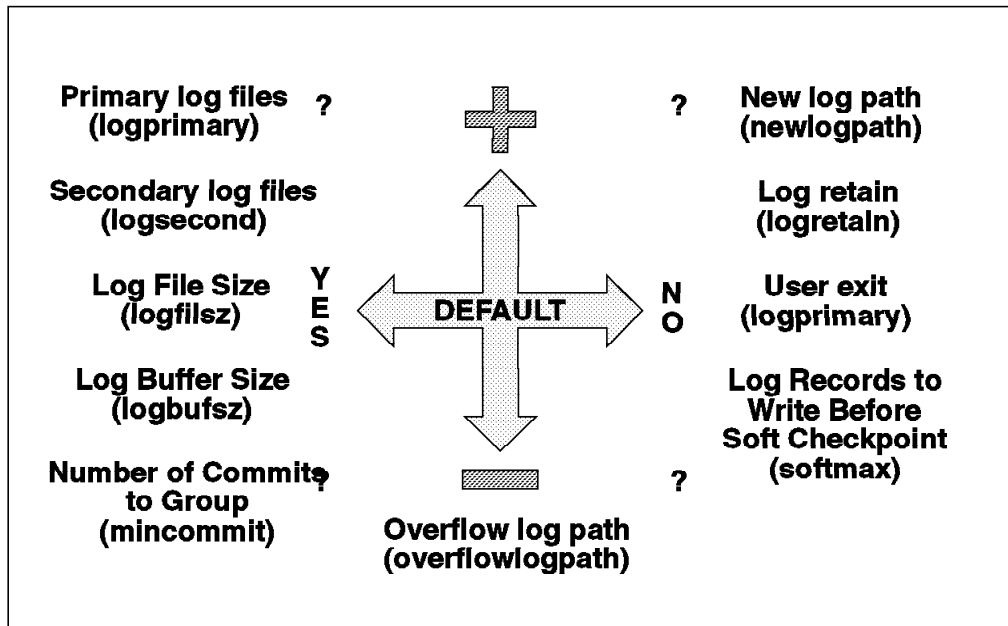 Primary log files
(logprimary)
?
?
New log path
(newlogpath)
Secondary log files
(logsecond)
Log retain
(logretain)
Log File Size
(logfilsz)
Y
E
S
DEFAULT
N
O
User exit
(logprimary)
Log Buffer Size
(logbufsz)
Log Records to
Write Before
Soft Checkpoint
(softmax)
Number of Commits
to Group
(mincommit)
?
?
Overflow log path
(overflowlogpath)